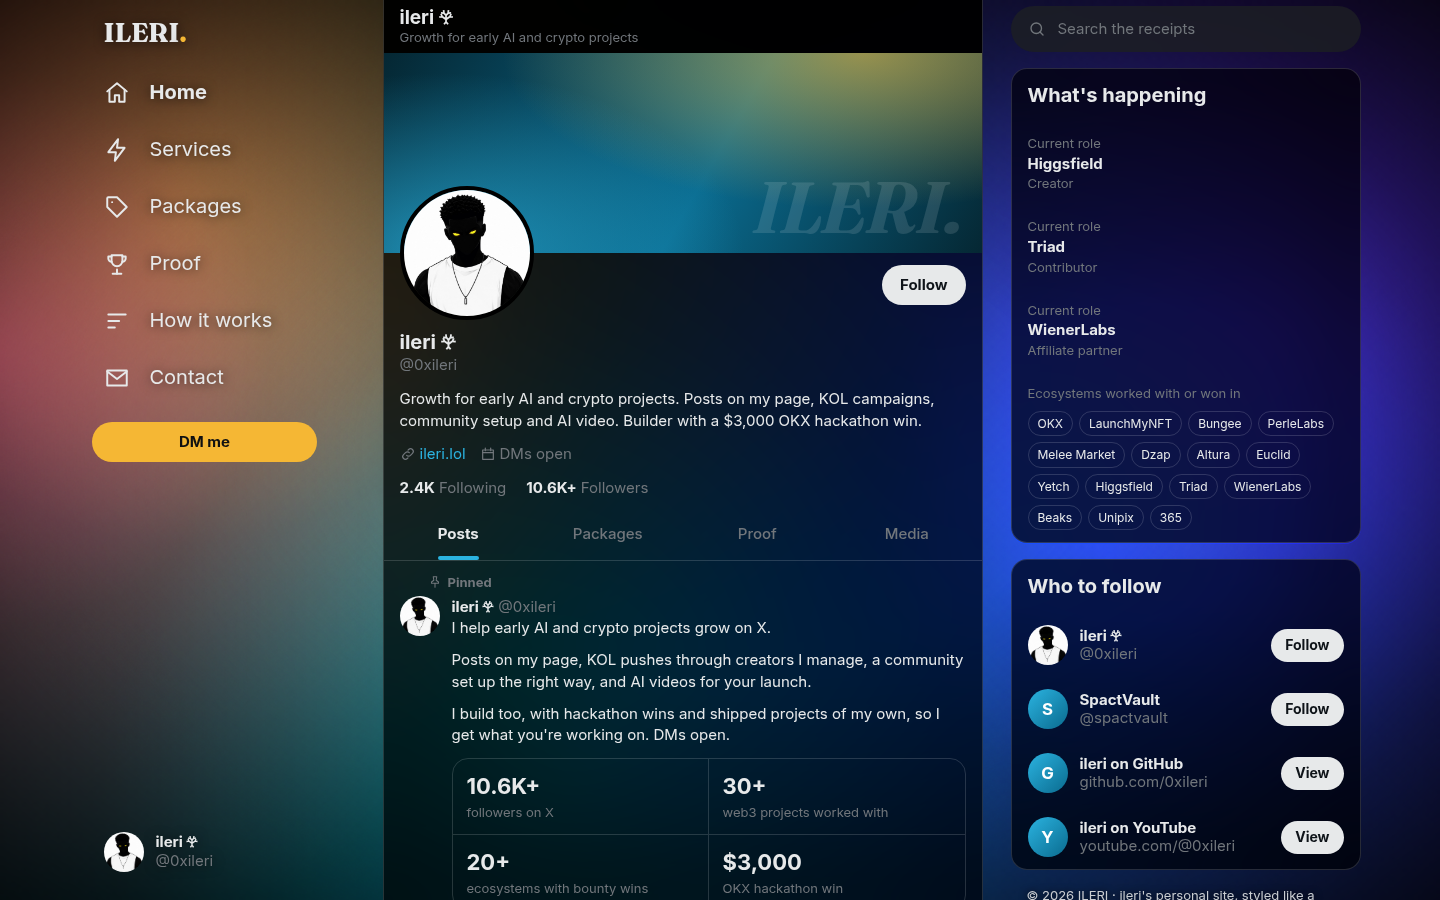 ILERI.
Home
Services
Packages
Proof
How it works
Contact
DM me
ileri
@0xileri
ileri
Growth for early AI and crypto projects
ILERI.
Follow
ileri
@0xileri
Growth for early AI and crypto projects. Posts on my page, KOL campaigns,
community setup and AI video. Builder with a $3,000 OKX hackathon win.
ileri.lol DMs open
2.4K Following 10.6K+ Followers
Posts Packages Proof Media
Pinned
ileri @0xileri
I help early AI and crypto projects grow on X.
Posts on my page, KOL pushes through creators I manage, a community
set up the right way, and AI videos for your launch.
I build too, with hackathon wins and shipped projects of my own, so I
get what you're working on. DMs open.
10.6K+ 30+
followers on X web3 projects worked with
20+ $3,000
ecosystems with bounty wins OKX hackathon win
Search the receipts
What's happening
Current role
Higgsfield
Creator
Current role
Triad
Contributor
Current role
WienerLabs
Affiliate partner
Ecosystems worked with or won in
OKX LaunchMyNFT Bungee PerleLabs
Melee Market Dzap Altura Euclid
Yetch Higgsfield Triad WienerLabs
Beaks Unipix 365
Who to follow
ileri
@0xileri
Follow
S
SpactVault
@spactvault
Follow
G
ileri on GitHub
github.com/0xileri
View
Y
ileri on YouTube
youtube.com/@0xileri
View
© 2026 ILERI · ileri's personal site, styled like a